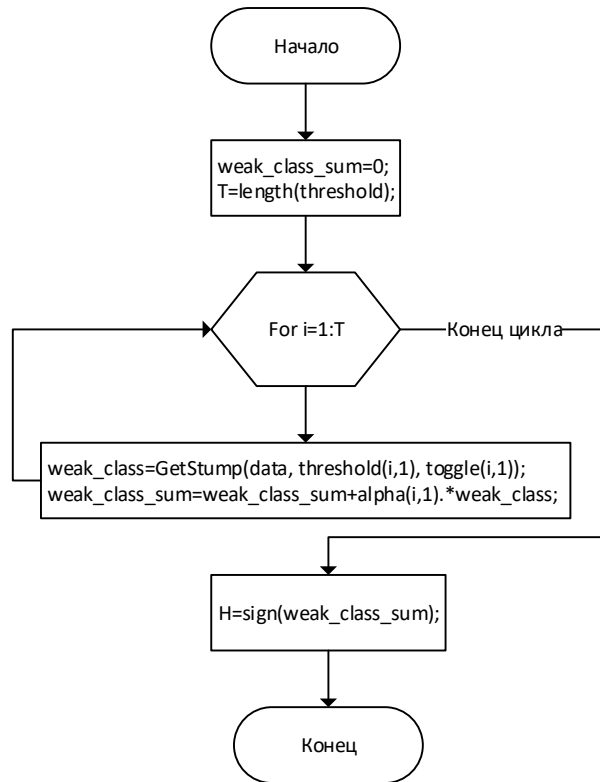 Начало
weak_class_sum=0;
T=length(threshold);
For i=1:T
Конец цикла
weak_class=GetStump(data, threshold(i,1), toggle(i,1));
weak_class_sum=weak_class_sum+alpha(i,1).*weak_class;
H=sign(weak_class_sum);
Конец